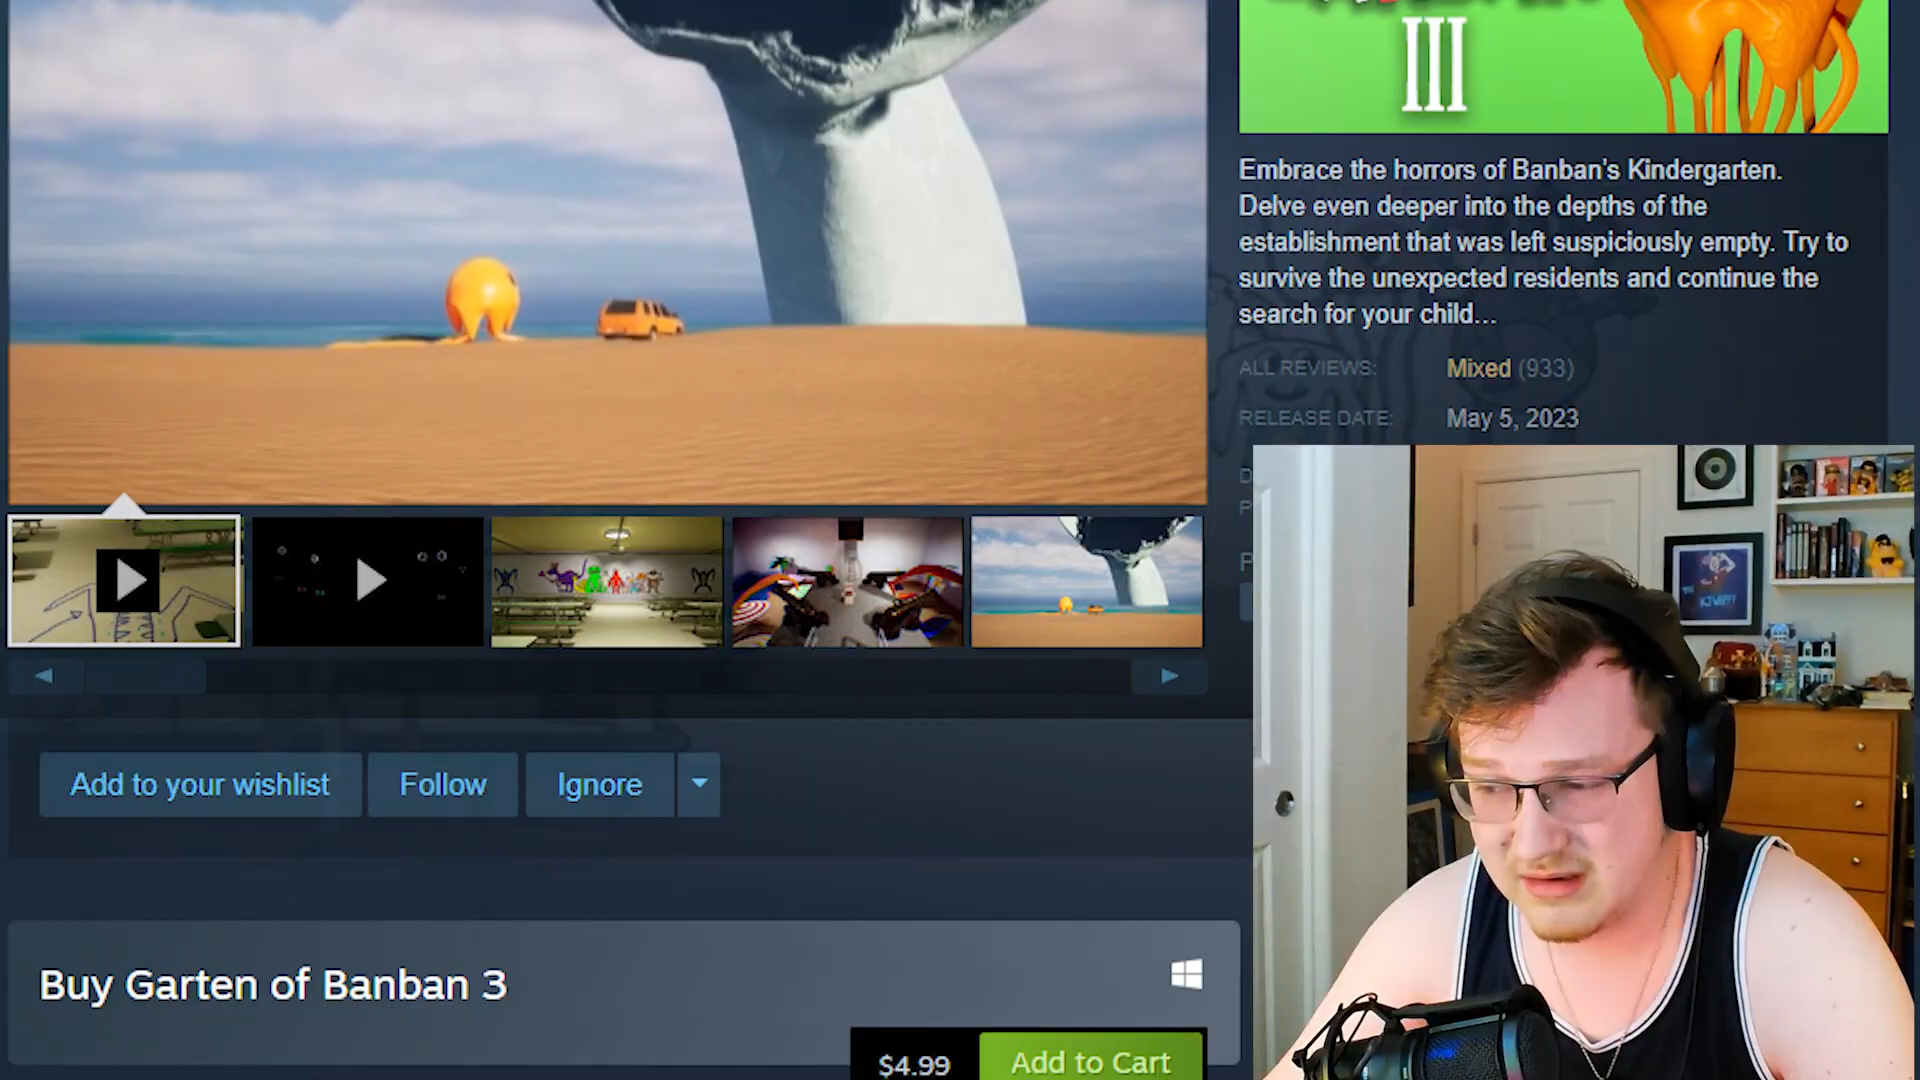 III
Embrace the horrors of Banban's Kindergarten.
Delve even deeper into the depths of the
establishment that was left suspiciously empty. Try to
survive the unexpected residents and continue the
search for your child...
ALL REVIEWS: Mixed (933)
RELEASE DATE: May 5, 2023
D
P
P
Add to your wishlist
Follow
Ignore
Buy Garten of Banban 3
$4.99
Add to Cart